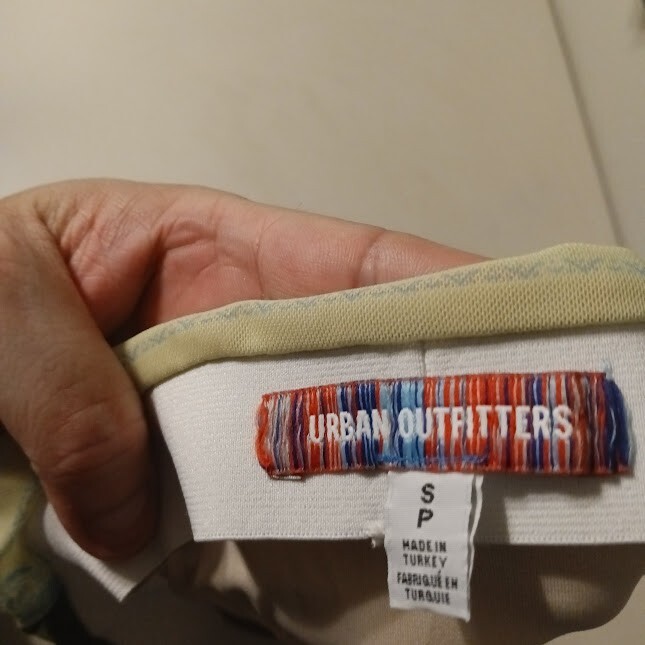 URBAN OUTFITTERS
S
P
MADE IN
TURKEY
FABRIQUÉ EN
TURQUIE